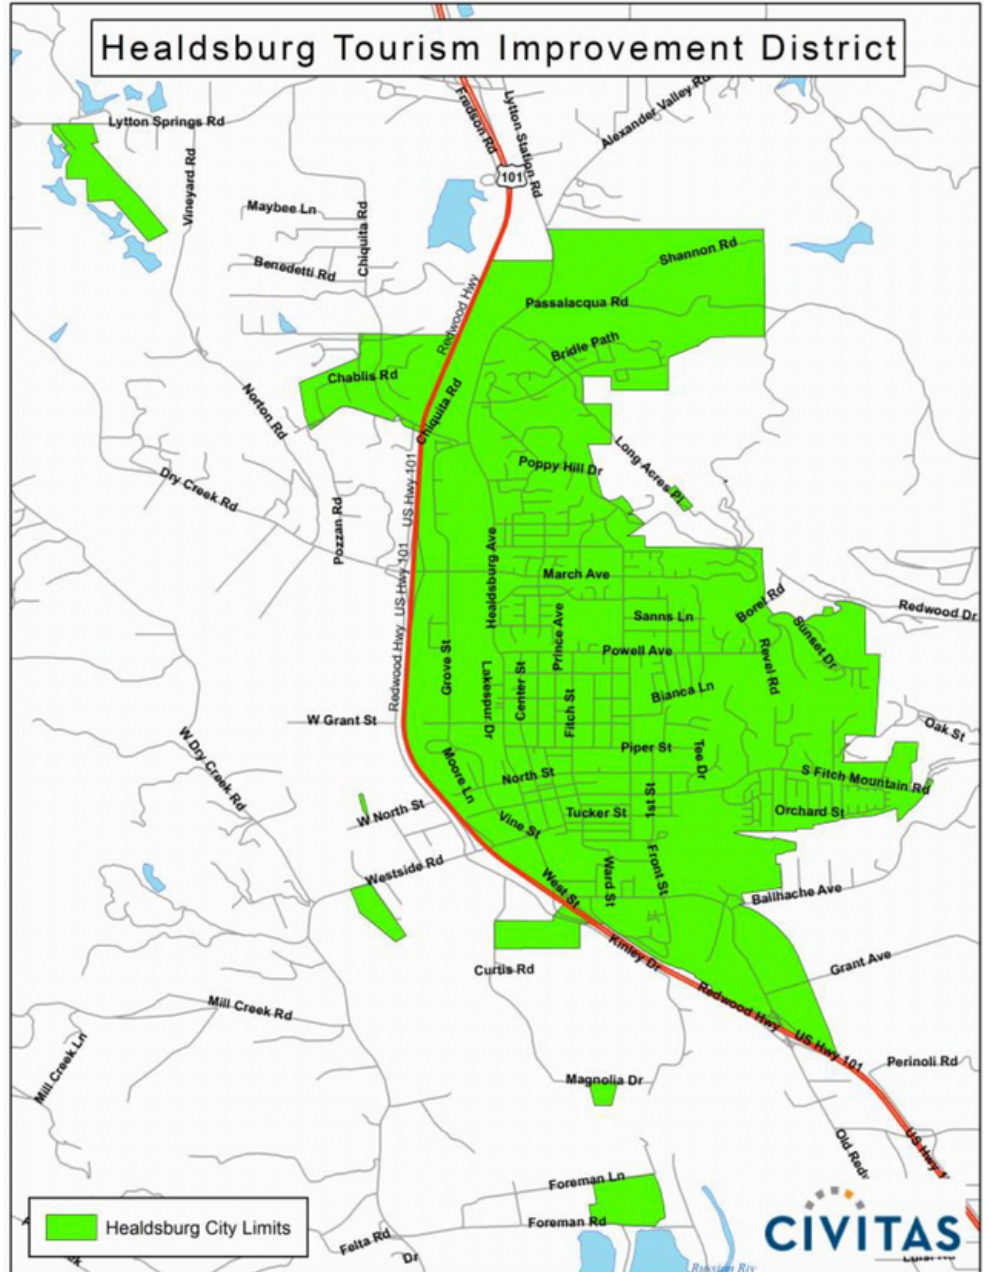 Healdsburg Tourism Improvement District
Fredson Rd
Lytton Station Rd
Alexander Valley Rd
Lytton Springs Rd
Vineyard Rd
101
Maybee Ln
Chiquita Rd
Benedetti Rd
Shannon Rd
Redwood Hwy
Passalacqua Rd
Bridle Path
Chablis Rd
Chiquita Rd
Norton Rd
Long Acres Pl
Poppy Hill Dr
Dry Creek Rd
US Hwy 101
Pozzan Rd
Healdsburg Ave
US Hwy 101
March Ave
Borel Rd
Redwood Dr
Sanns Ln
Prince Ave
Sunset Dr
Redwood Hwy
Grove St
Powell Ave
Revel Rd
Lakespur Dr
Center St
Fitch St
Bianca Ln
W Grant St
Oak St
W Dry Creek Rd
Piper St
Tee Dr
Moore Ln
North St
S Fitch Mountain Rd
1st St
W North St
Tucker St
Orchard St
Vine St
Westside Rd
West St
Ward St
Front St
Bailhache Ave
Kinley Dr
Grant Ave
Curtis Rd
Redwood Hwy
Mill Creek Rd
US Hwy 101
Mill Creek Ln
Perinoli Rd
Magnolia Dr
Old Redw
US Hwy 1
Foreman Ln
Healdsburg City Limits
Foreman Rd
Felta Rd
Dr
CIVITAS
Russian Riv